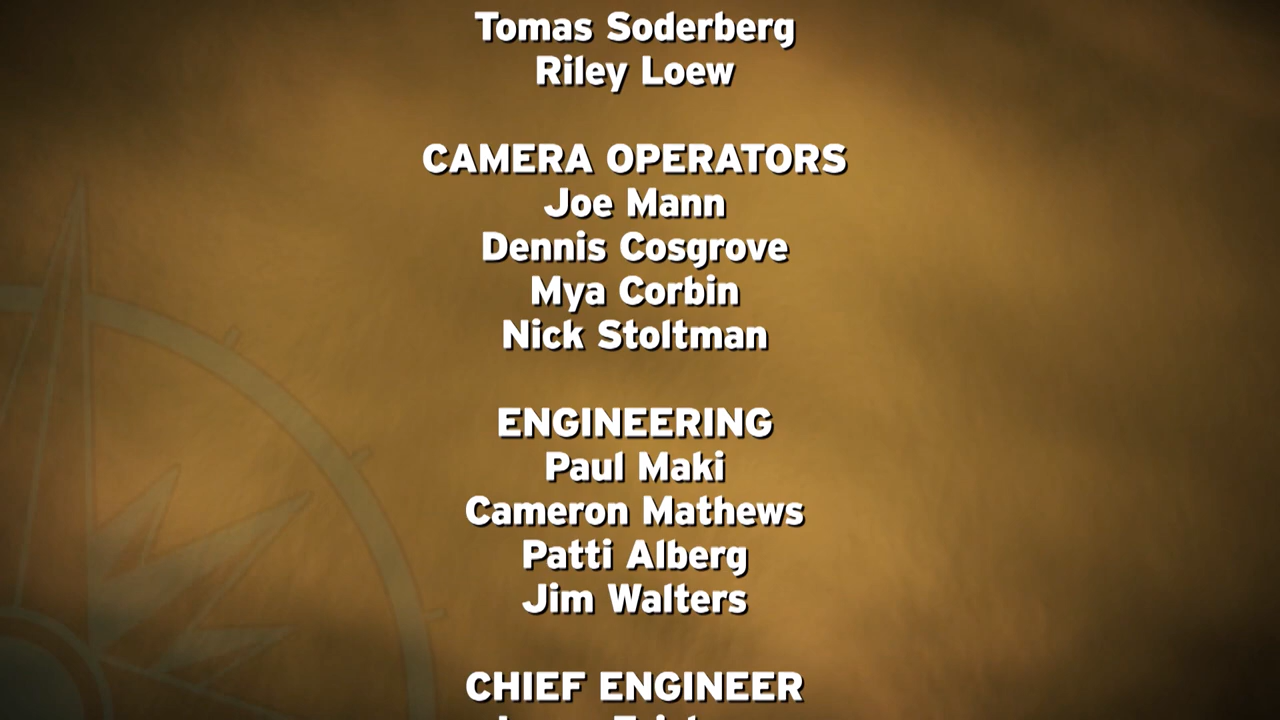 Tomas Soderberg
Riley Loew
CAMERA OPERATORS
Joe Mann
Dennis Cosgrove
Mya Corbin
Nick Stoltman
ENGINEERING
Paul Maki
Cameron Mathews
Patti Alberg
Jim Walters
CHIEF ENGINEER